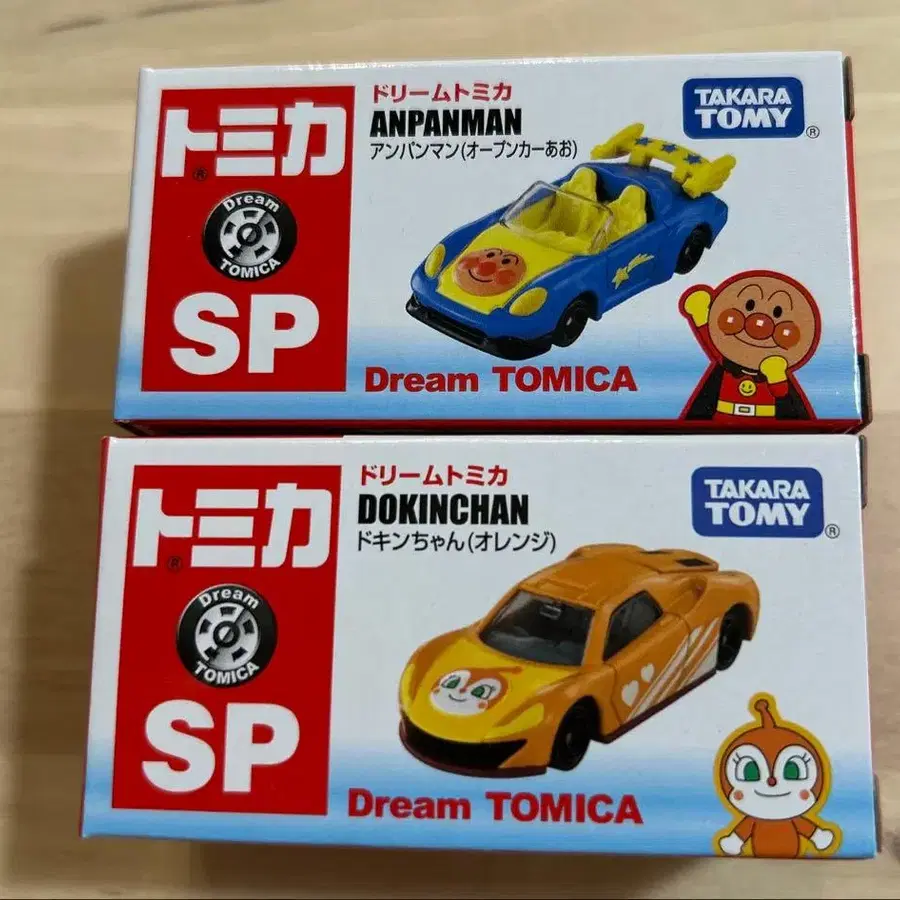 トミカ®
Dream
TOMICA
SP
ドリームトミカ
ANPANMAN
アンパンマン(オープンカーあお)
TAKARA
TOMY®
Dream TOMICA
トミカ®
Dream
TOMICA
SP
ドリームトミカ
DOKINCHAN
ドキンちゃん(オレンジ)
TAKARA
TOMY®
Dream TOMICA